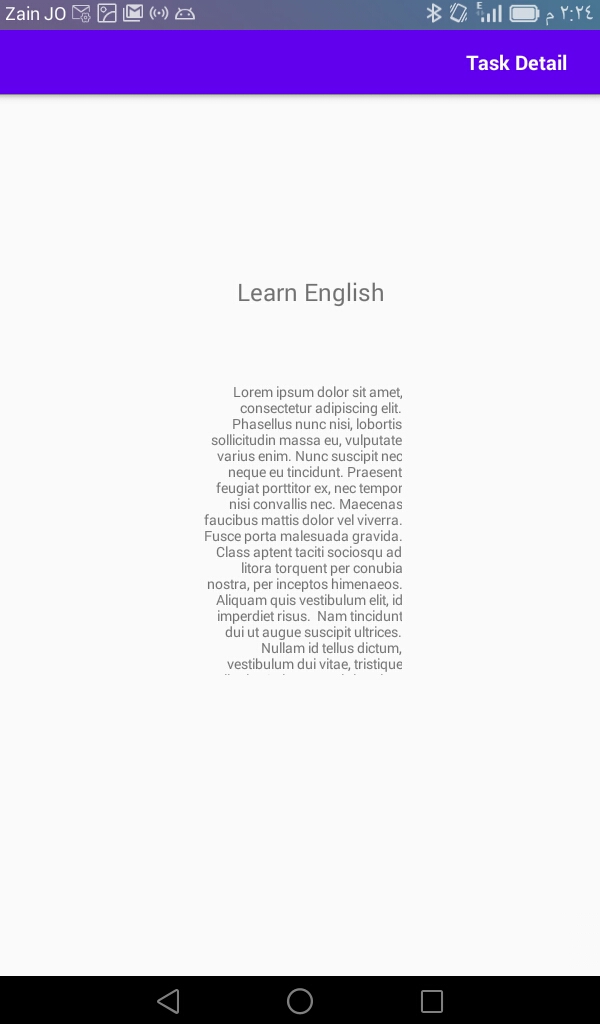 Zain JO
٢:٢٤ م
Task Detail
Learn English
Lorem ipsum dolor sit amet,
consectetur adipiscing elit.
Phasellus nunc nisi, lobortis
sollicitudin massa eu, vulputate
varius enim. Nunc suscipit nec
neque eu tincidunt. Praesent
feugiat porttitor ex, nec tempor
nisi convallis nec. Maecenas
faucibus mattis dolor vel viverra.
Fusce porta malesuada gravida.
Class aptent taciti sociosqu ad
litora torquent per conubia
nostra, per inceptos himenaeos.
Aliquam quis vestibulum elit, id
imperdiet risus.  Nam tincidunt
dui ut augue suscipit ultrices.
Nullam id tellus dictum,
vestibulum dui vitae, tristique